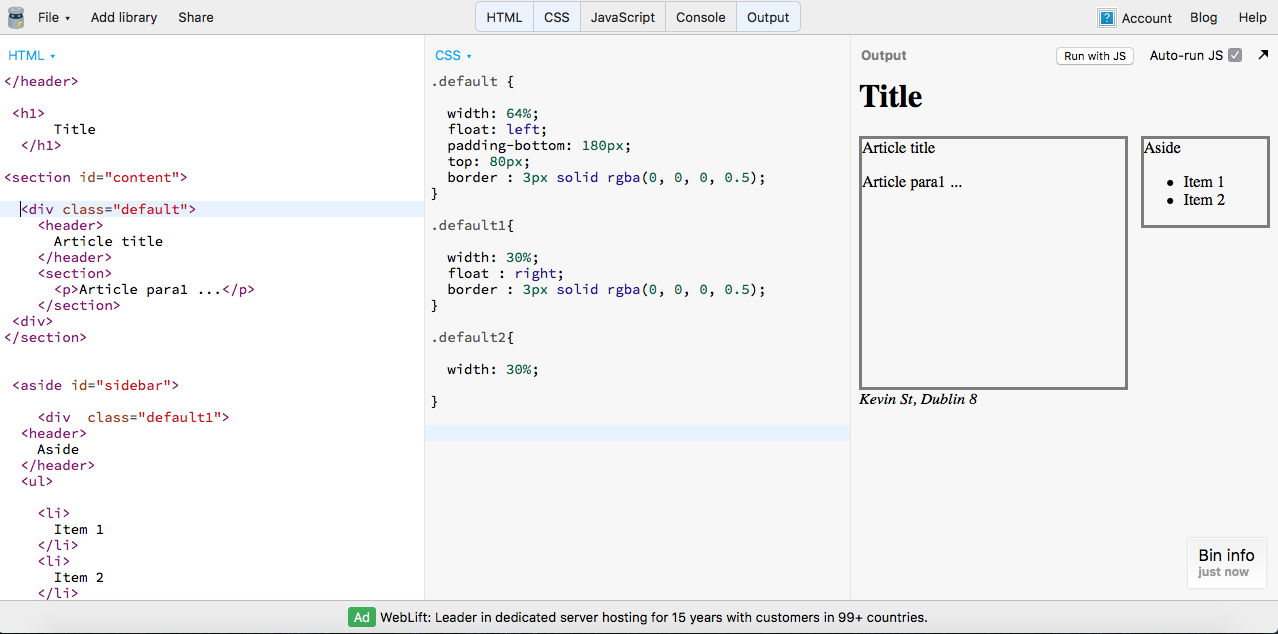 File ▾ Add library Share HTML CSS JavaScript Console Output ? Account Blog Help
HTML ▾
</header>
<h1>
Title
</h1>
<section id="content">
<div class="default">
<header>
Article title
</header>
<section>
<p>Article para1 ...</p>
</section>
<div>
</section>
<aside id="sidebar">
<div  class="default1">
<header>
Aside
</header>
<ul>
<li>
Item 1
</li>
<li>
Item 2
</li>
CSS ▾
.default {
width: 64%;
float: left;
padding-bottom: 180px;
top: 80px;
border : 3px solid rgba(0, 0, 0, 0.5);
}
.default1{
width: 30%;
float : right;
border : 3px solid rgba(0, 0, 0, 0.5);
}
.default2{
width: 30%;
}
Output Run with JS Auto-run JS
Title
Article title
Article para1 ...
Aside
• Item 1
• Item 2
Kevin St, Dublin 8
Bin info
just now
Ad WebLift: Leader in dedicated server hosting for 15 years with customers in 99+ countries.